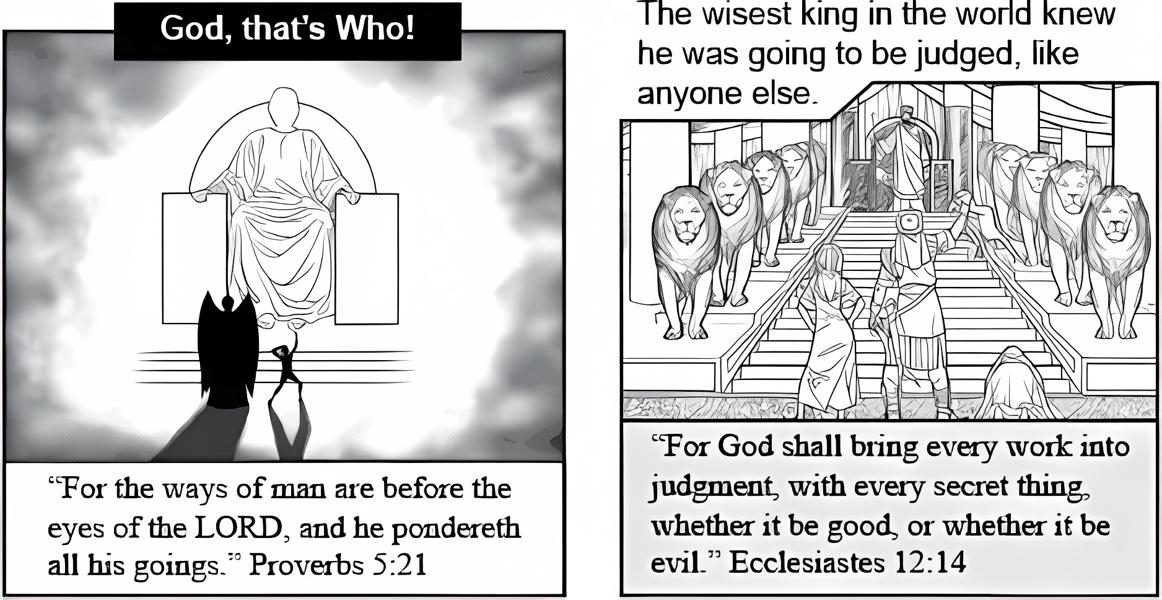 God, that's Who!
“For the ways of man are before the
eyes of the LORD, and he pondereth
all his goings.” Proverbs 5:21
The wisest king in the world knew
he was going to be judged, like
anyone else.
“For God shall bring every work into
judgment, with every secret thing,
whether it be good, or whether it be
evil.” Ecclesiastes 12:14